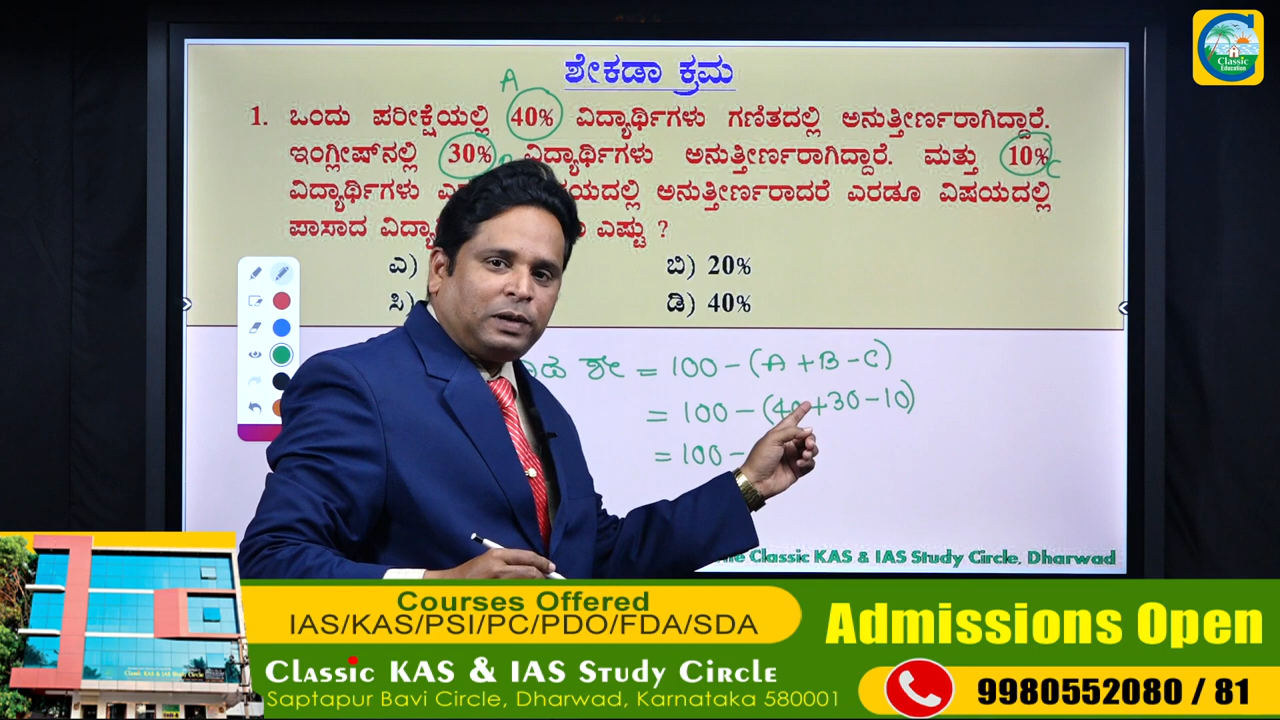 Classic
Education
ಶೇಕಡಾ ಕ್ರಮ
A
1. ಒಂದು ಪರೀಕ್ಷೆಯಲ್ಲಿ 40% ವಿದ್ಯಾರ್ಥಿಗಳು ಗಣಿತದಲ್ಲಿ ಅನುತ್ತೀರ್ಣರಾಗಿದ್ದಾರೆ.
ಇಂಗ್ಲೀಷ್‌ನಲ್ಲಿ 30% ವಿದ್ಯಾರ್ಥಿಗಳು ಅನುತ್ತೀರ್ಣರಾಗಿದ್ದಾರೆ. ಮತ್ತು 10% C
ವಿದ್ಯಾರ್ಥಿಗಳು ಅನುತ್ತೀರ್ಣರಾದರೆ ಎರಡೂ ವಿಷಯದಲ್ಲಿ
ಪಾಸಾದ ಎಷ್ಟು ?
ಎ) ಬಿ) 20%
ಸಿ) ಡಿ) 40%
ಶೇ = 100 - (A + B - C)
= 100 - (40 + 30 - 10)
= 100 -
The Classic KAS & IAS Study Circle, Dharwad
Courses Offered
IAS/KAS/PSI/PC/PDO/FDA/SDA
Admissions Open
Classic KAS & IAS Study Circle
Saptapur Bavi Circle, Dharwad, Karnataka 580001
9980552080 / 81